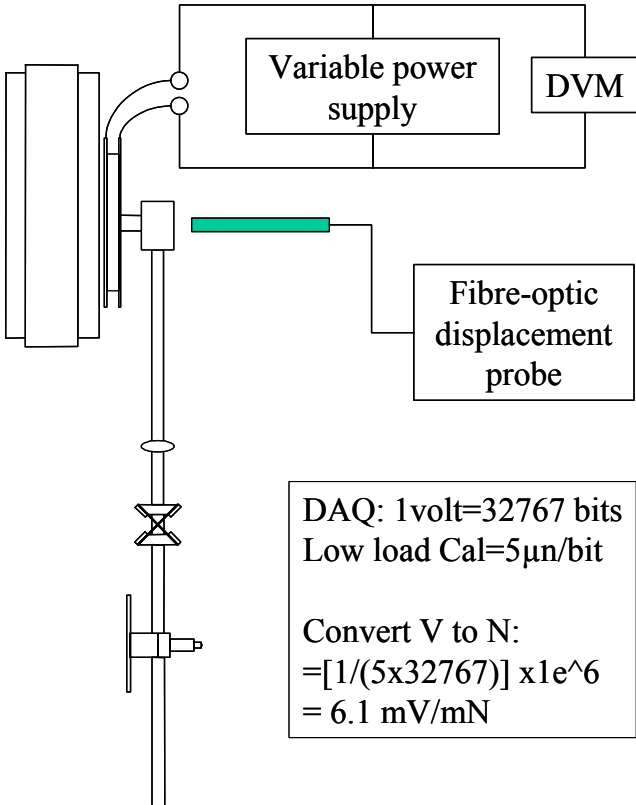 Variable power
supply
DVM
Fibre-optic
displacement
probe
DAQ: 1volt=32767 bits
Low load Cal=5µn/bit
Convert V to N:
=[1/(5x32767)] x1e^6
= 6.1 mV/mN